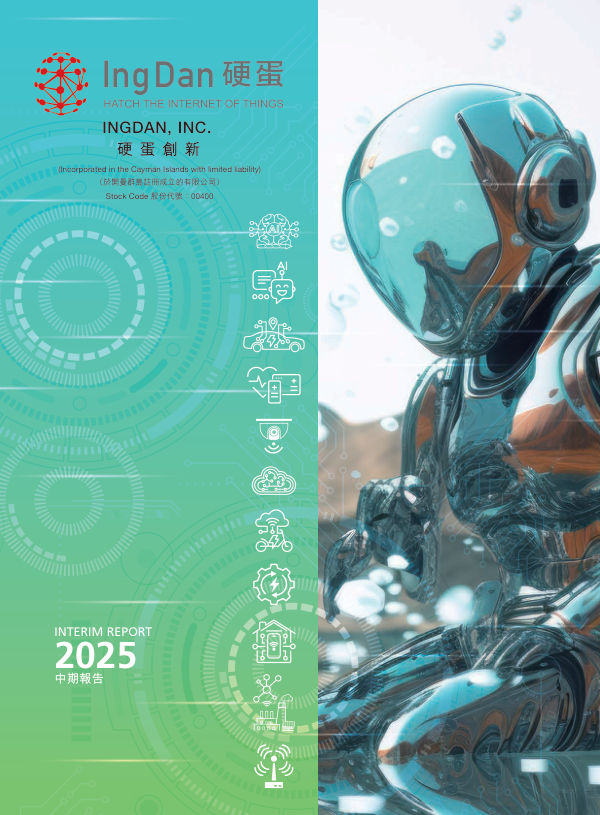 IngDan 硬蛋
HATCH THE INTERNET OF THINGS
INGDAN, INC.
硬蛋創新
(Incorporated in the Cayman Islands with limited liability)
(於開曼群島註冊成立的有限公司)
Stock Code 股份代號:00400
AI
AI
INTERIM REPORT
2025
中期報告